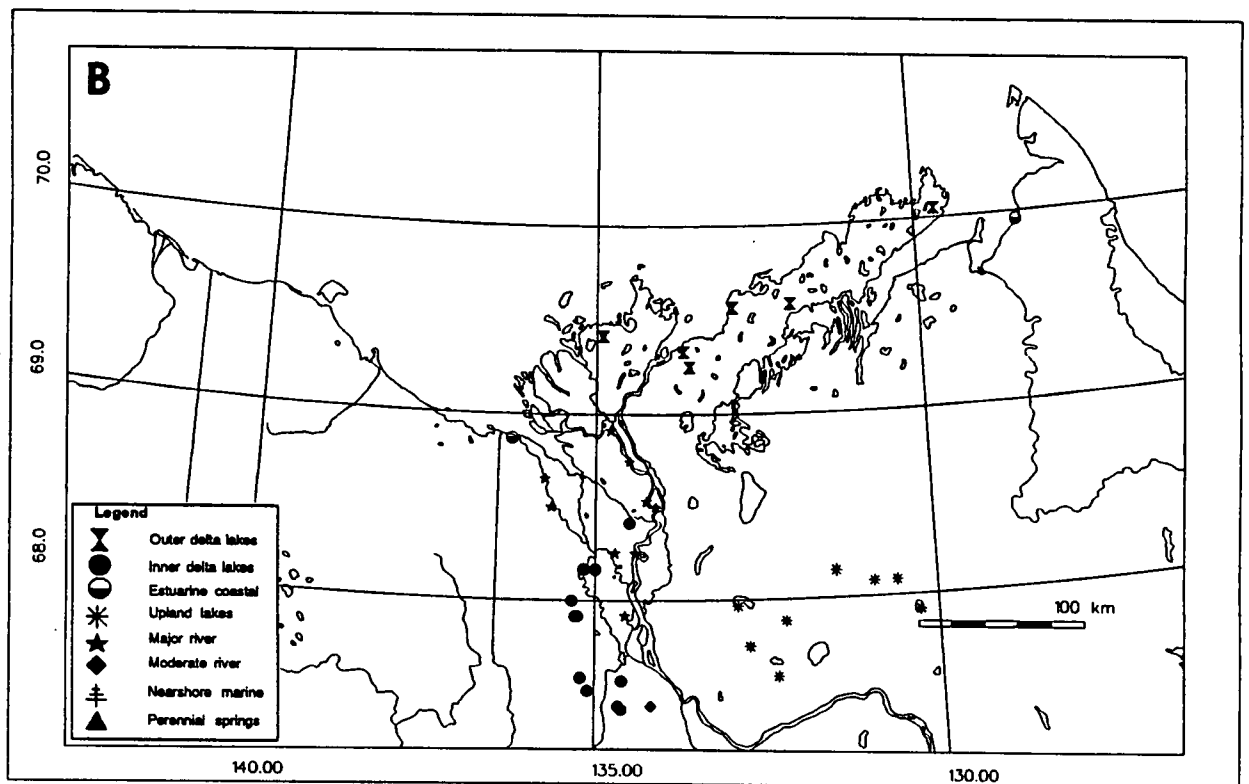 B
70.0
69.0
68.0
Legend
Outer delta lakes
Inner delta lakes
Estuarine coastal
Upland lakes
Major river
Moderate river
Nearshore marine
Perennial springs
100 km
140.00
135.00
130.00